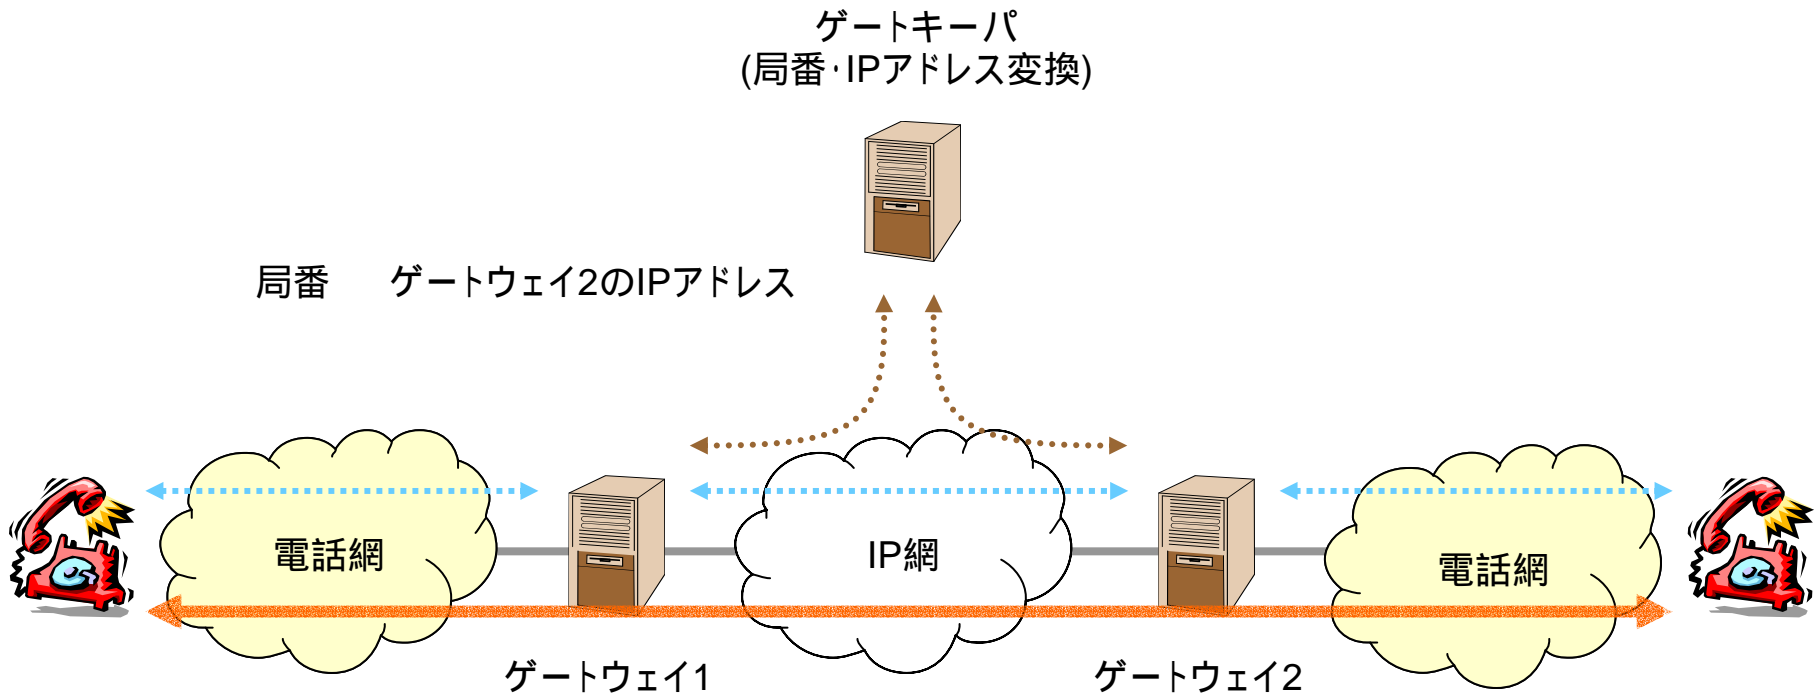 ゲートキーパ
(局番・IPアドレス変換)
局番 ゲートウェイ2のIPアドレス
電話網
IP網
電話網
ゲートウェイ1
ゲートウェイ2